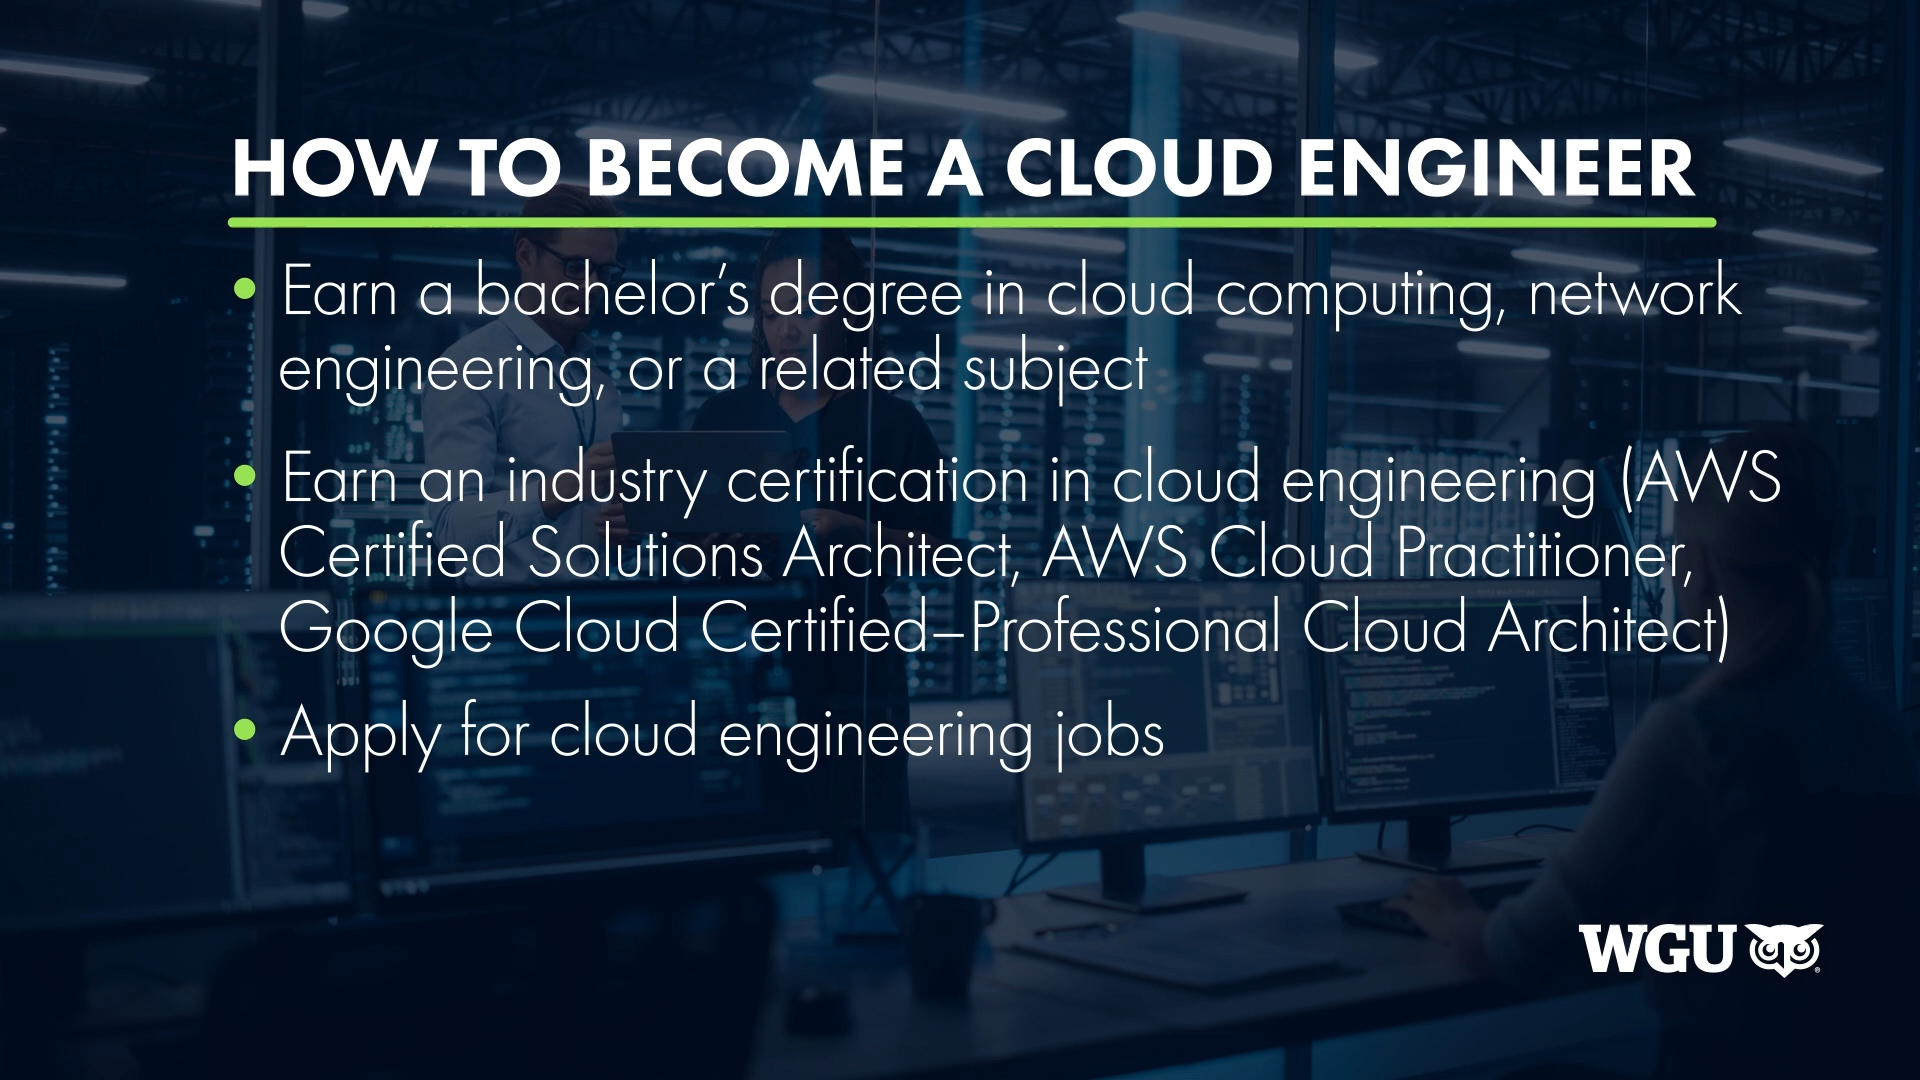 HOW TO BECOME A CLOUD ENGINEER
• Earn a bachelor’s degree in cloud computing, network
engineering, or a related subject
• Earn an industry certification in cloud engineering (AWS
Certified Solutions Architect, AWS Cloud Practitioner,
Google Cloud Certified–Professional Cloud Architect)
• Apply for cloud engineering jobs
WGU